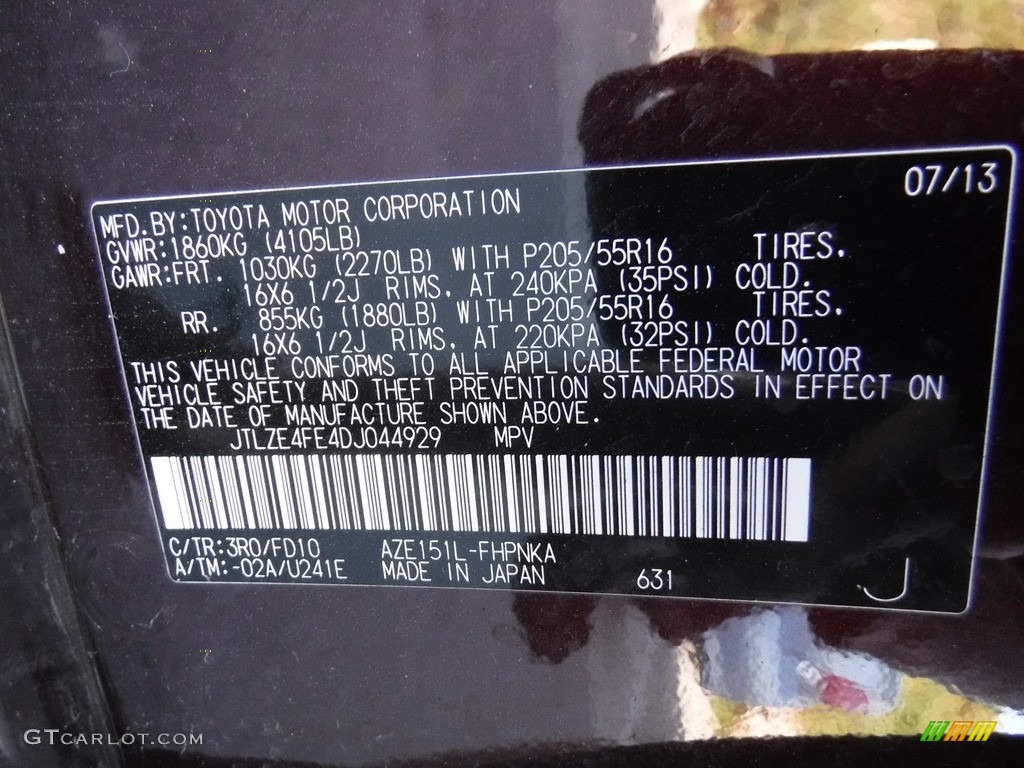 07/13
MFD.BY:TOYOTA MOTOR CORPORATION
GVWR:1860KG (4105LB)
GAWR:FRT. 1030KG (2270LB) WITH P205/55R16 TIRES.
16X6 1/2J RIMS. AT 240KPA (35PSI) COLD.
RR. 855KG (1880LB) WITH P205/55R16 TIRES.
16X6 1/2J RIMS. AT 220KPA (32PSI) COLD.
THIS VEHICLE CONFORMS TO ALL APPLICABLE FEDERAL MOTOR
VEHICLE SAFETY AND THEFT PREVENTION STANDARDS IN EFFECT ON
THE DATE OF MANUFACTURE SHOWN ABOVE.
JTLZE4FE4DJ044929 MPV
C/TR:3R0/FD10 AZE151L-FHPNKA
A/TM:-02A/U241E MADE IN JAPAN 631 J
GTCARLOT.COM